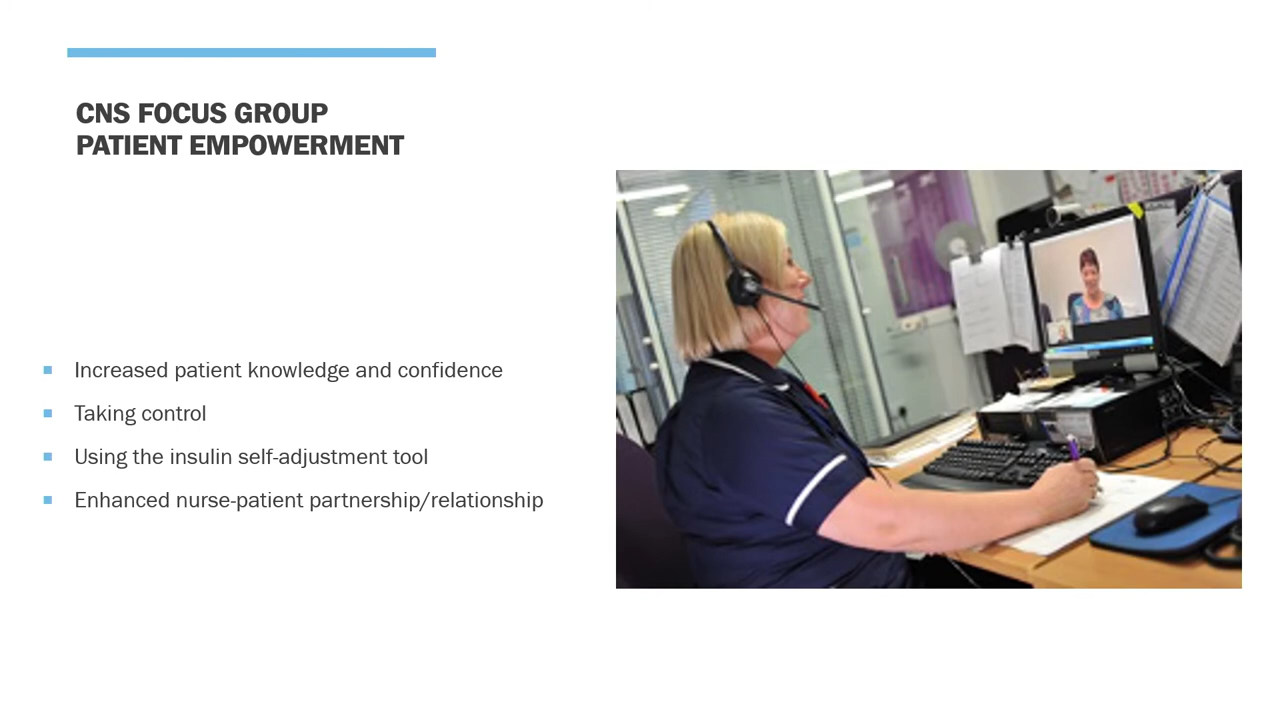 CNS FOCUS GROUP
PATIENT EMPOWERMENT
Increased patient knowledge and confidence
Taking control
Using the insulin self-adjustment tool
Enhanced nurse-patient partnership/relationship